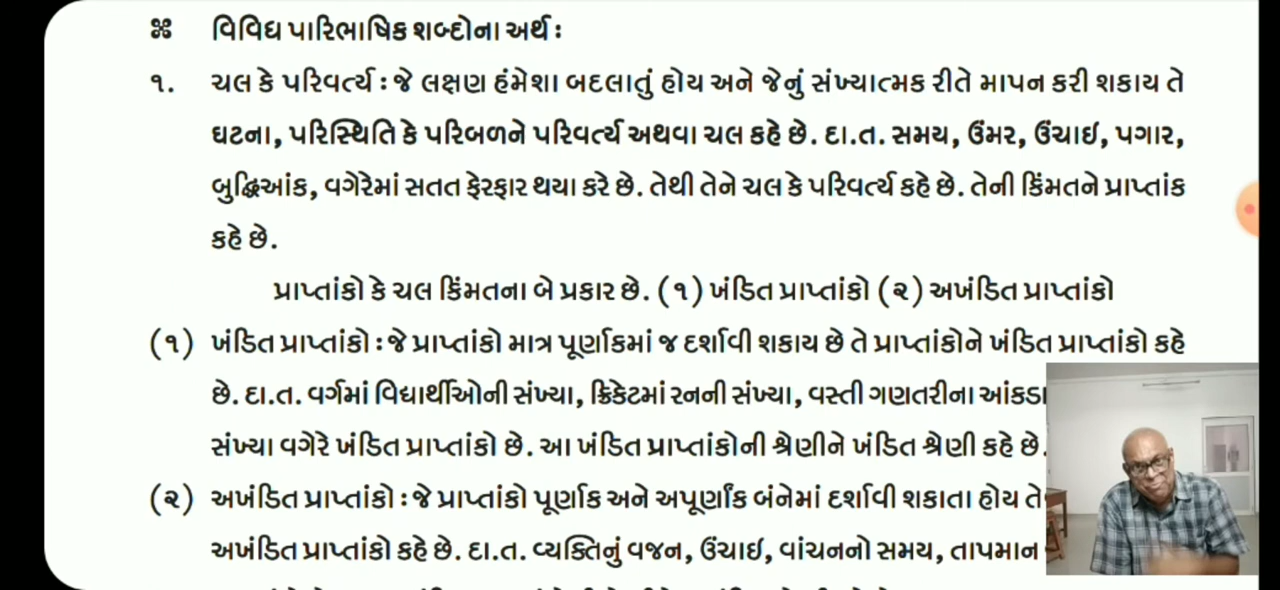 ⌘ વિવિધ પારિભાષિક શબ્દોના અર્થ :
૧. ચલ કે પરિવર્ત્ય : જે લક્ષણ હંમેશા બદલાતું હોય અને જેનું સંખ્યાત્મક રીતે માપન કરી શકાય તે
ઘટના, પરિસ્થિતિ કે પરિબળને પરિવર્ત્ય અથવા ચલ કહે છે. દા.ત. સમય, ઉંમર, ઉંચાઈ, પગાર,
બુદ્ધિઆંક, વગેરેમાં સતત ફેરફાર થયા કરે છે. તેથી તેને ચલ કે પરિવર્ત્ય કહે છે. તેની કિંમતને પ્રાપ્તાંક
કહે છે.
પ્રાપ્તાંકો કે ચલ કિંમતના બે પ્રકાર છે. (૧) ખંડિત પ્રાપ્તાંકો (૨) અખંડિત પ્રાપ્તાંકો
(૧) ખંડિત પ્રાપ્તાંકો : જે પ્રાપ્તાંકો માત્ર પૂર્ણાકમાં જ દર્શાવી શકાય છે તે પ્રાપ્તાંકોને ખંડિત પ્રાપ્તાંકો કહે
છે. દા.ત. વર્ગમાં વિદ્યાર્થીઓની સંખ્યા, ક્રિકેટમાં રનની સંખ્યા, વસ્તી ગણતરીના આંકડા
સંખ્યા વગેરે ખંડિત પ્રાપ્તાંકો છે. આ ખંડિત પ્રાપ્તાંકોની શ્રેણીને ખંડિત શ્રેણી કહે છે.
(૨) અખંડિત પ્રાપ્તાંકો : જે પ્રાપ્તાંકો પૂર્ણાક અને અપૂર્ણાંક બંનેમાં દર્શાવી શકાતા હોય તે
અખંડિત પ્રાપ્તાંકો કહે છે. દા.ત. વ્યક્તિનું વજન, ઉંચાઈ, વાંચનનો સમય, તાપમાન